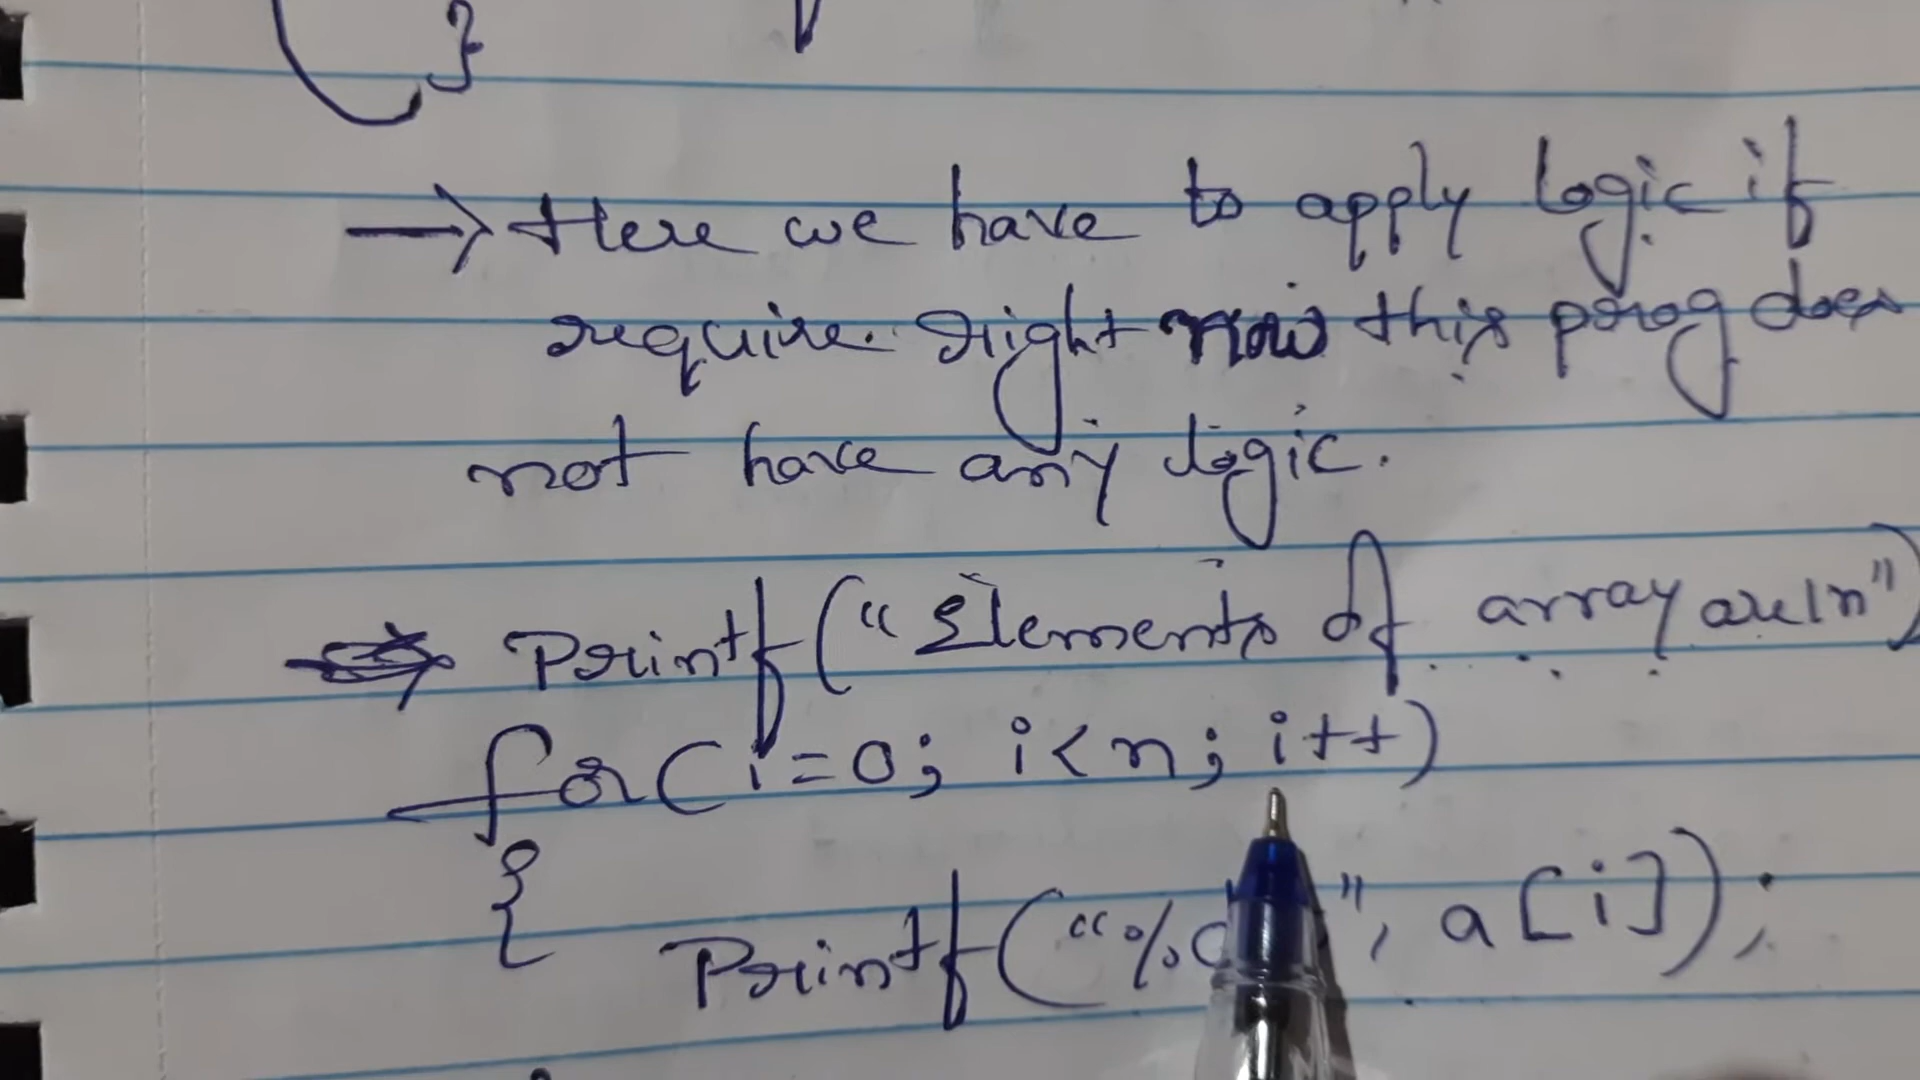 }
→ Here we have to apply logic if
require. right now this prog does
not have any logic.
Printf("Elements of array are\n")
for(i=0; i<n; i++)
{
Printf("%d ", a[i]);